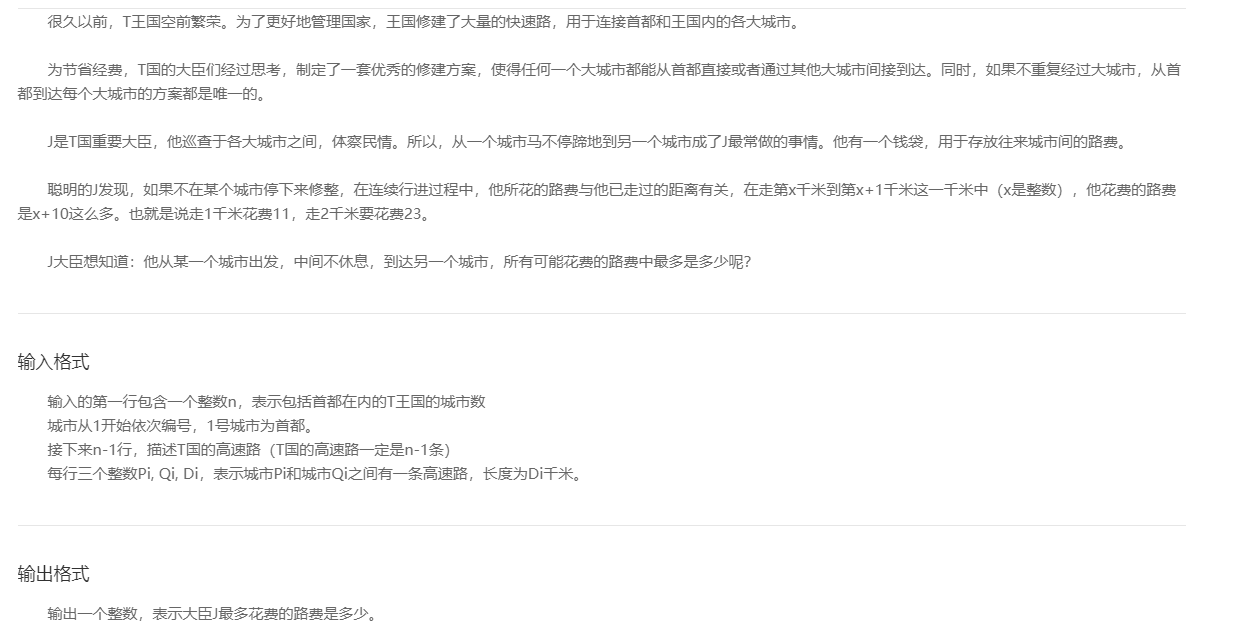 很久以前，T王国空前繁荣。为了更好地管理国家，王国修建了大量的快速路，用于连接首都和王国内的各大城市。
为节省经费，T国的大臣们经过思考，制定了一套优秀的修建方案，使得任何一个大城市都能从首都直接或者通过其他大城市间接到达。同时，如果不重复经过大城市，从首
都到达每个大城市的方案都是唯一的。
J是T国重要大臣，他巡查于各大城市之间，体察民情。所以，从一个城市马不停蹄地到另一个城市成了J最常做的事情。他有一个钱袋，用于存放往来城市间的路费。
聪明的J发现，如果不在某个城市停下来修整，在连续行进过程中，他所花的路费与他已走过的距离有关，在走第x千米到第x+1千米这一千米中（x是整数），他花费的路费
是x+10这么多。也就是说走1千米花费11，走2千米要花费23。
J大臣想知道：他从某一个城市出发，中间不休息，到达另一个城市，所有可能花费的路费中最多是多少呢？
输入格式
输入的第一行包含一个整数n，表示包括首都在内的T王国的城市数
城市从1开始依次编号，1号城市为首都。
接下来n-1行，描述T国的高速路（T国的高速路一定是n-1条）
每行三个整数Pi, Qi, Di，表示城市Pi和城市Qi之间有一条高速路，长度为Di千米。
输出格式
输出一个整数，表示大臣J最多花费的路费是多少。